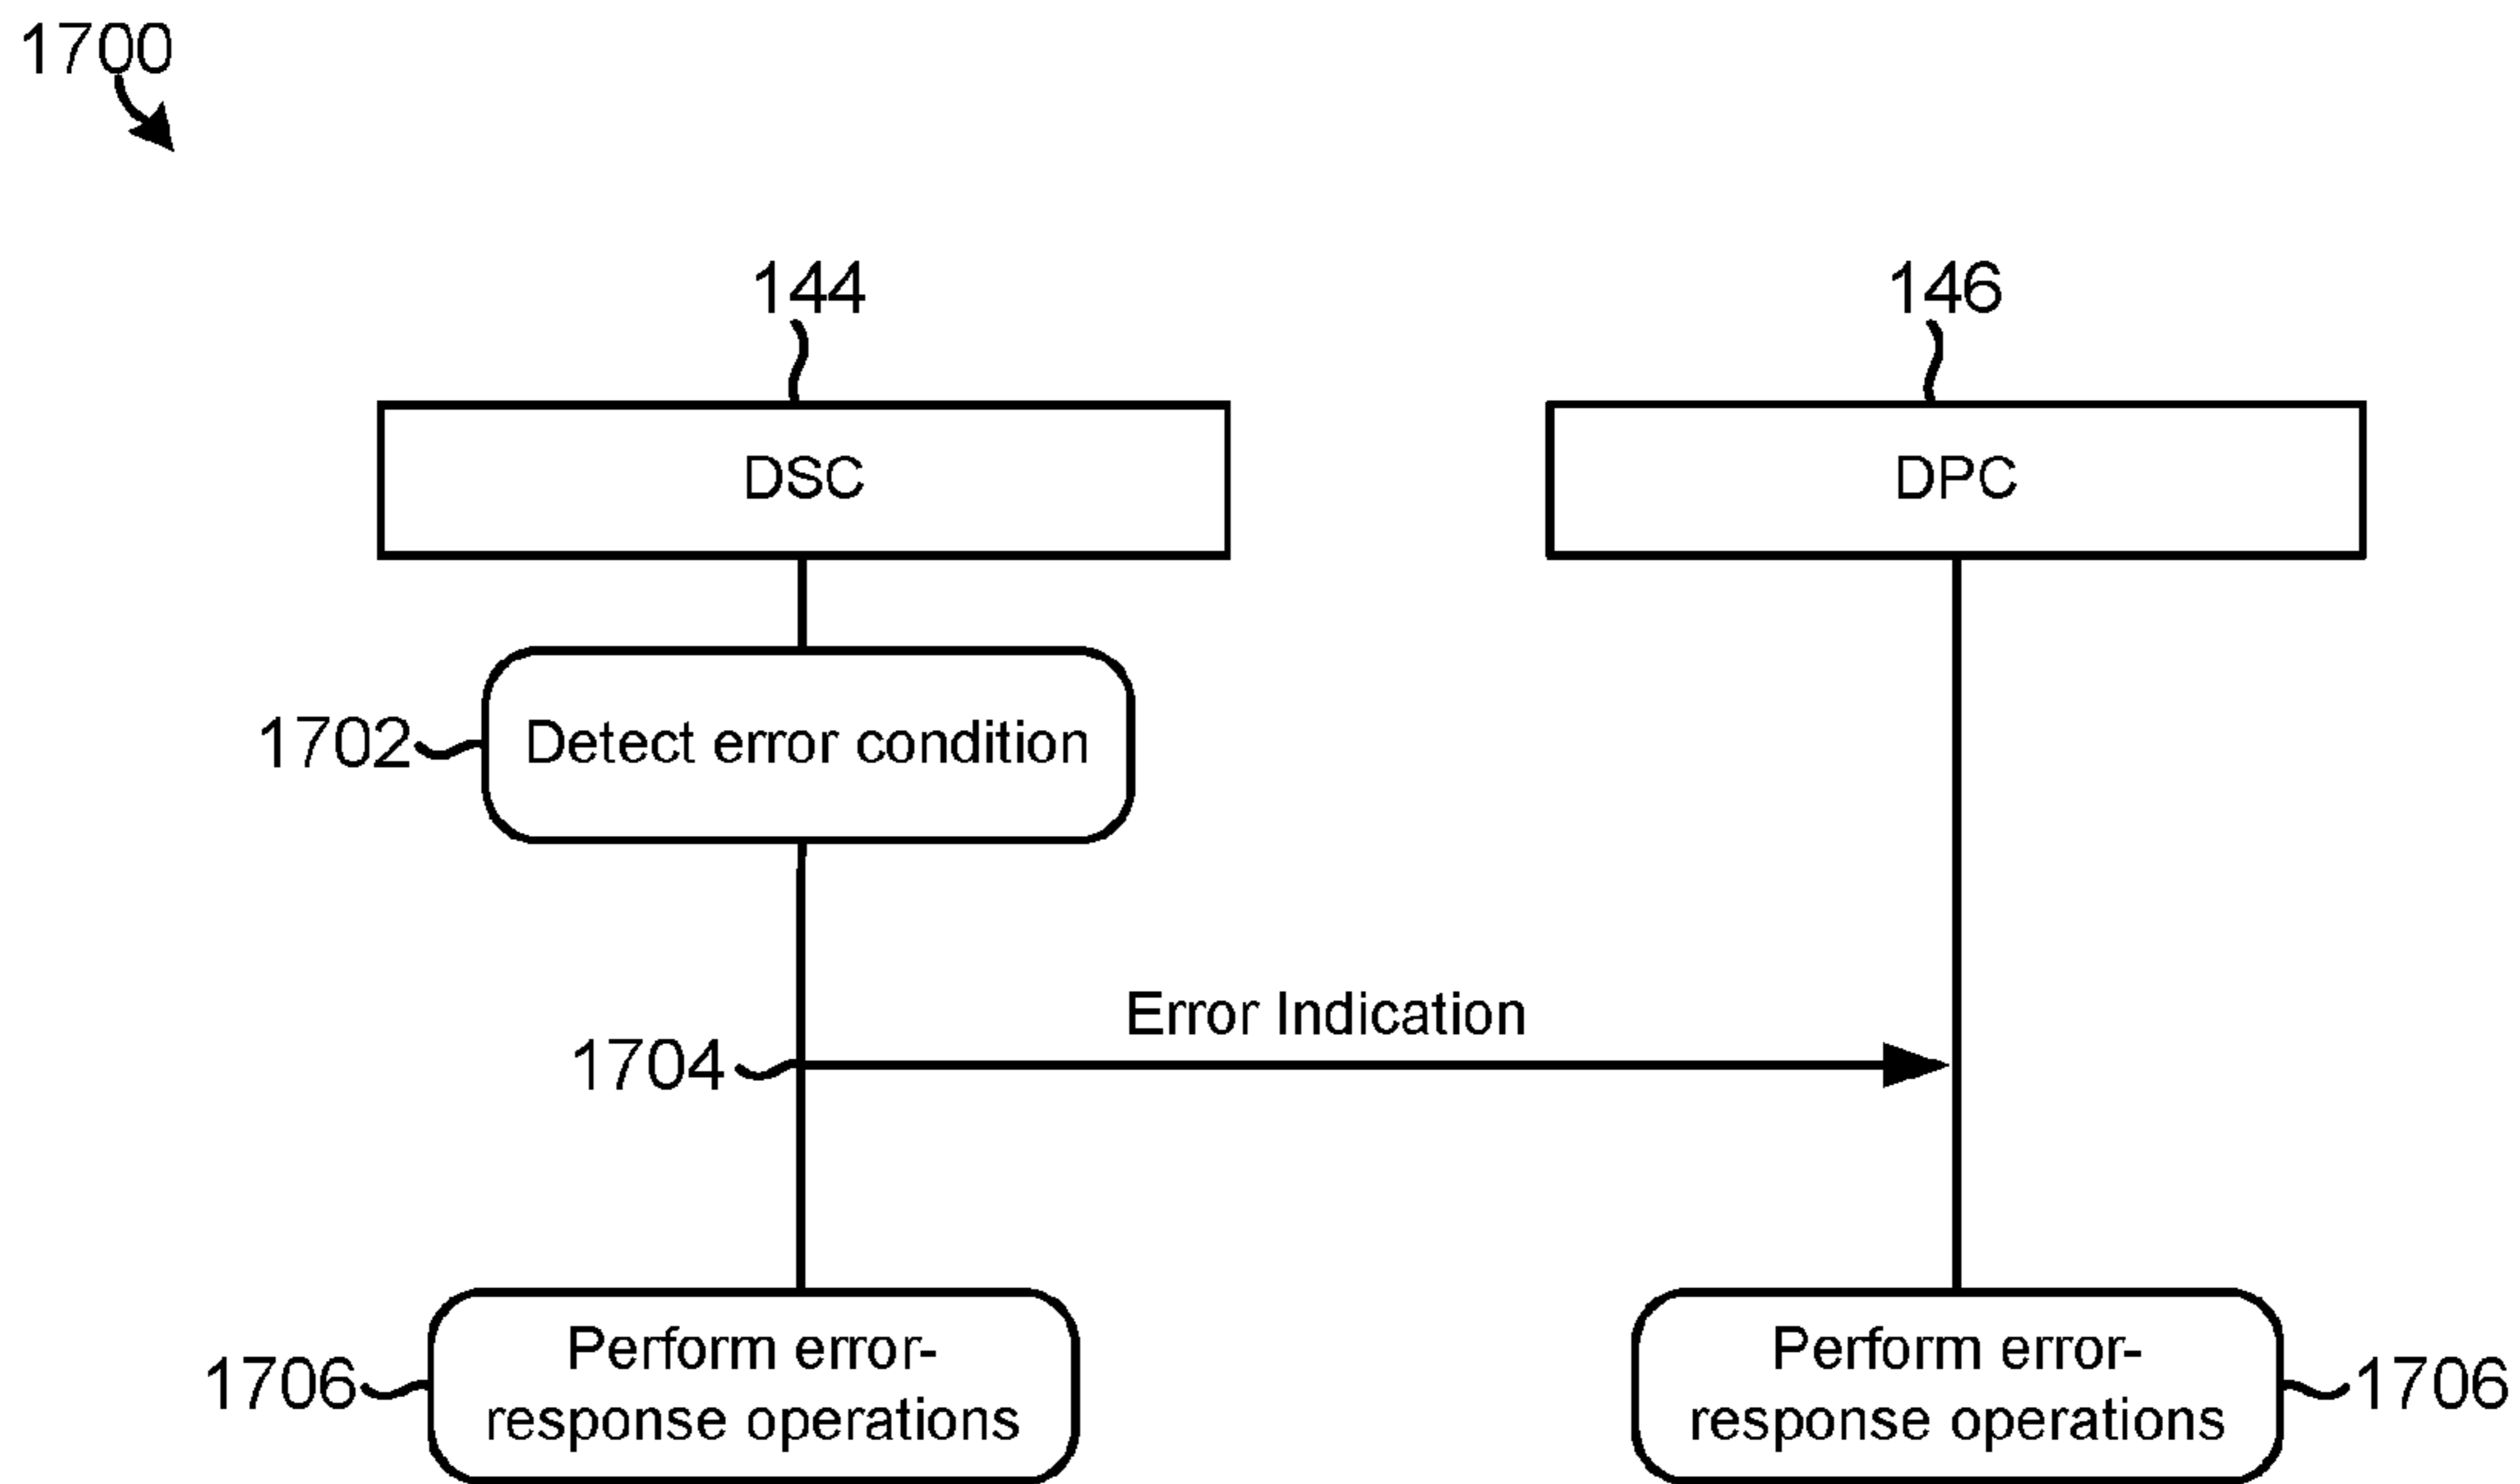 1700
144
146
DSC
DPC
1702
Detect error condition
Error Indication
1704
1706
Perform error-
response operations
Perform error-
response operations
1706